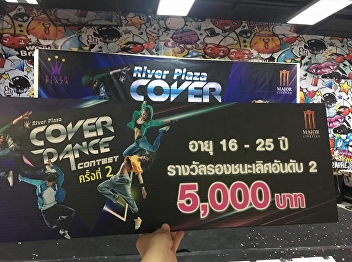 River Plaza
COVER
MAJOR
CINEPLEX
River Plaza
COVER
DANCE
CONTEST
ครั้งที่ 2
MAJOR
CINEPLEX
อายุ 16 - 25 ปี
รางวัลรองชนะเลิศอันดับ 2
5,000 บาท